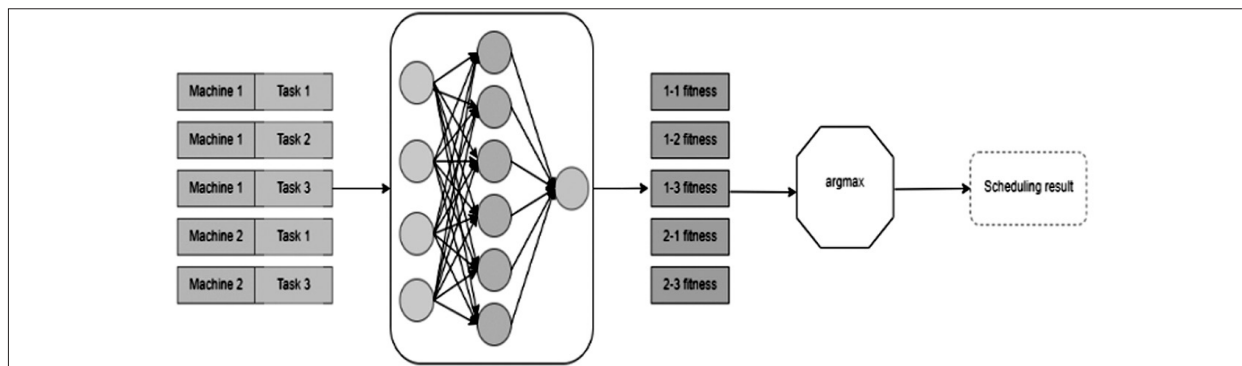 Machine 1 Task 1
Machine 1 Task 2
Machine 1 Task 3
Machine 2 Task 1
Machine 2 Task 3
1-1 fitness
1-2 fitness
1-3 fitness
2-1 fitness
2-3 fitness
argmax
Scheduling result